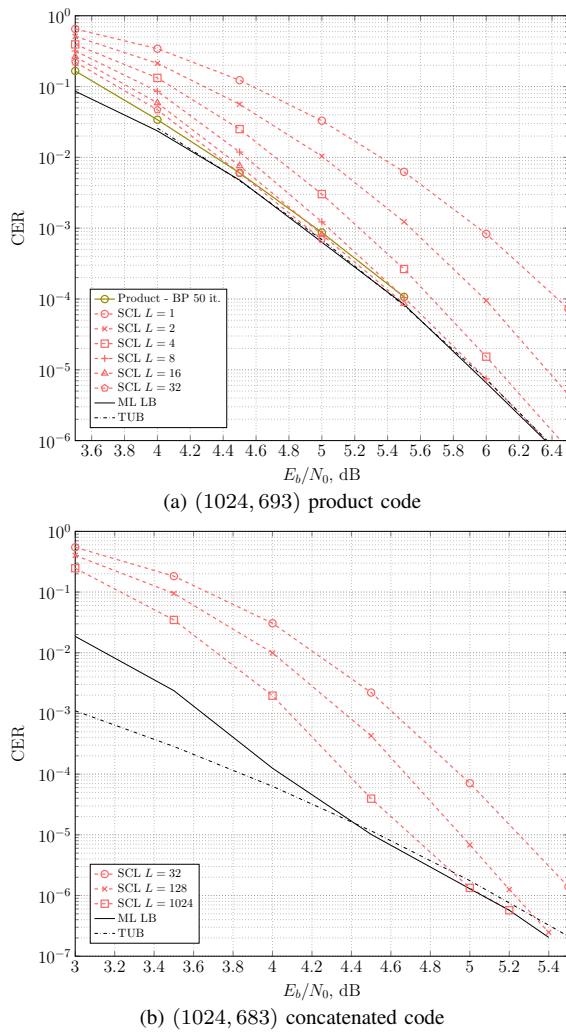 10^0
10^-1
10^-2
10^-3
10^-4
10^-5
10^-6
CER
Product - BP 50 it.
SCL L = 1
SCL L = 2
SCL L = 4
SCL L = 8
SCL L = 16
SCL L = 32
ML LB
TUB
3.6 3.8 4 4.2 4.4 4.6 4.8 5 5.2 5.4 5.6 5.8 6 6.2 6.4
E_b/N_0, dB
(a) (1024, 693) product code
10^0
10^-1
10^-2
10^-3
10^-4
10^-5
10^-6
10^-7
CER
SCL L = 32
SCL L = 128
SCL L = 1024
ML LB
TUB
3 3.2 3.4 3.6 3.8 4 4.2 4.4 4.6 4.8 5 5.2 5.4
E_b/N_0, dB
(b) (1024, 683) concatenated code